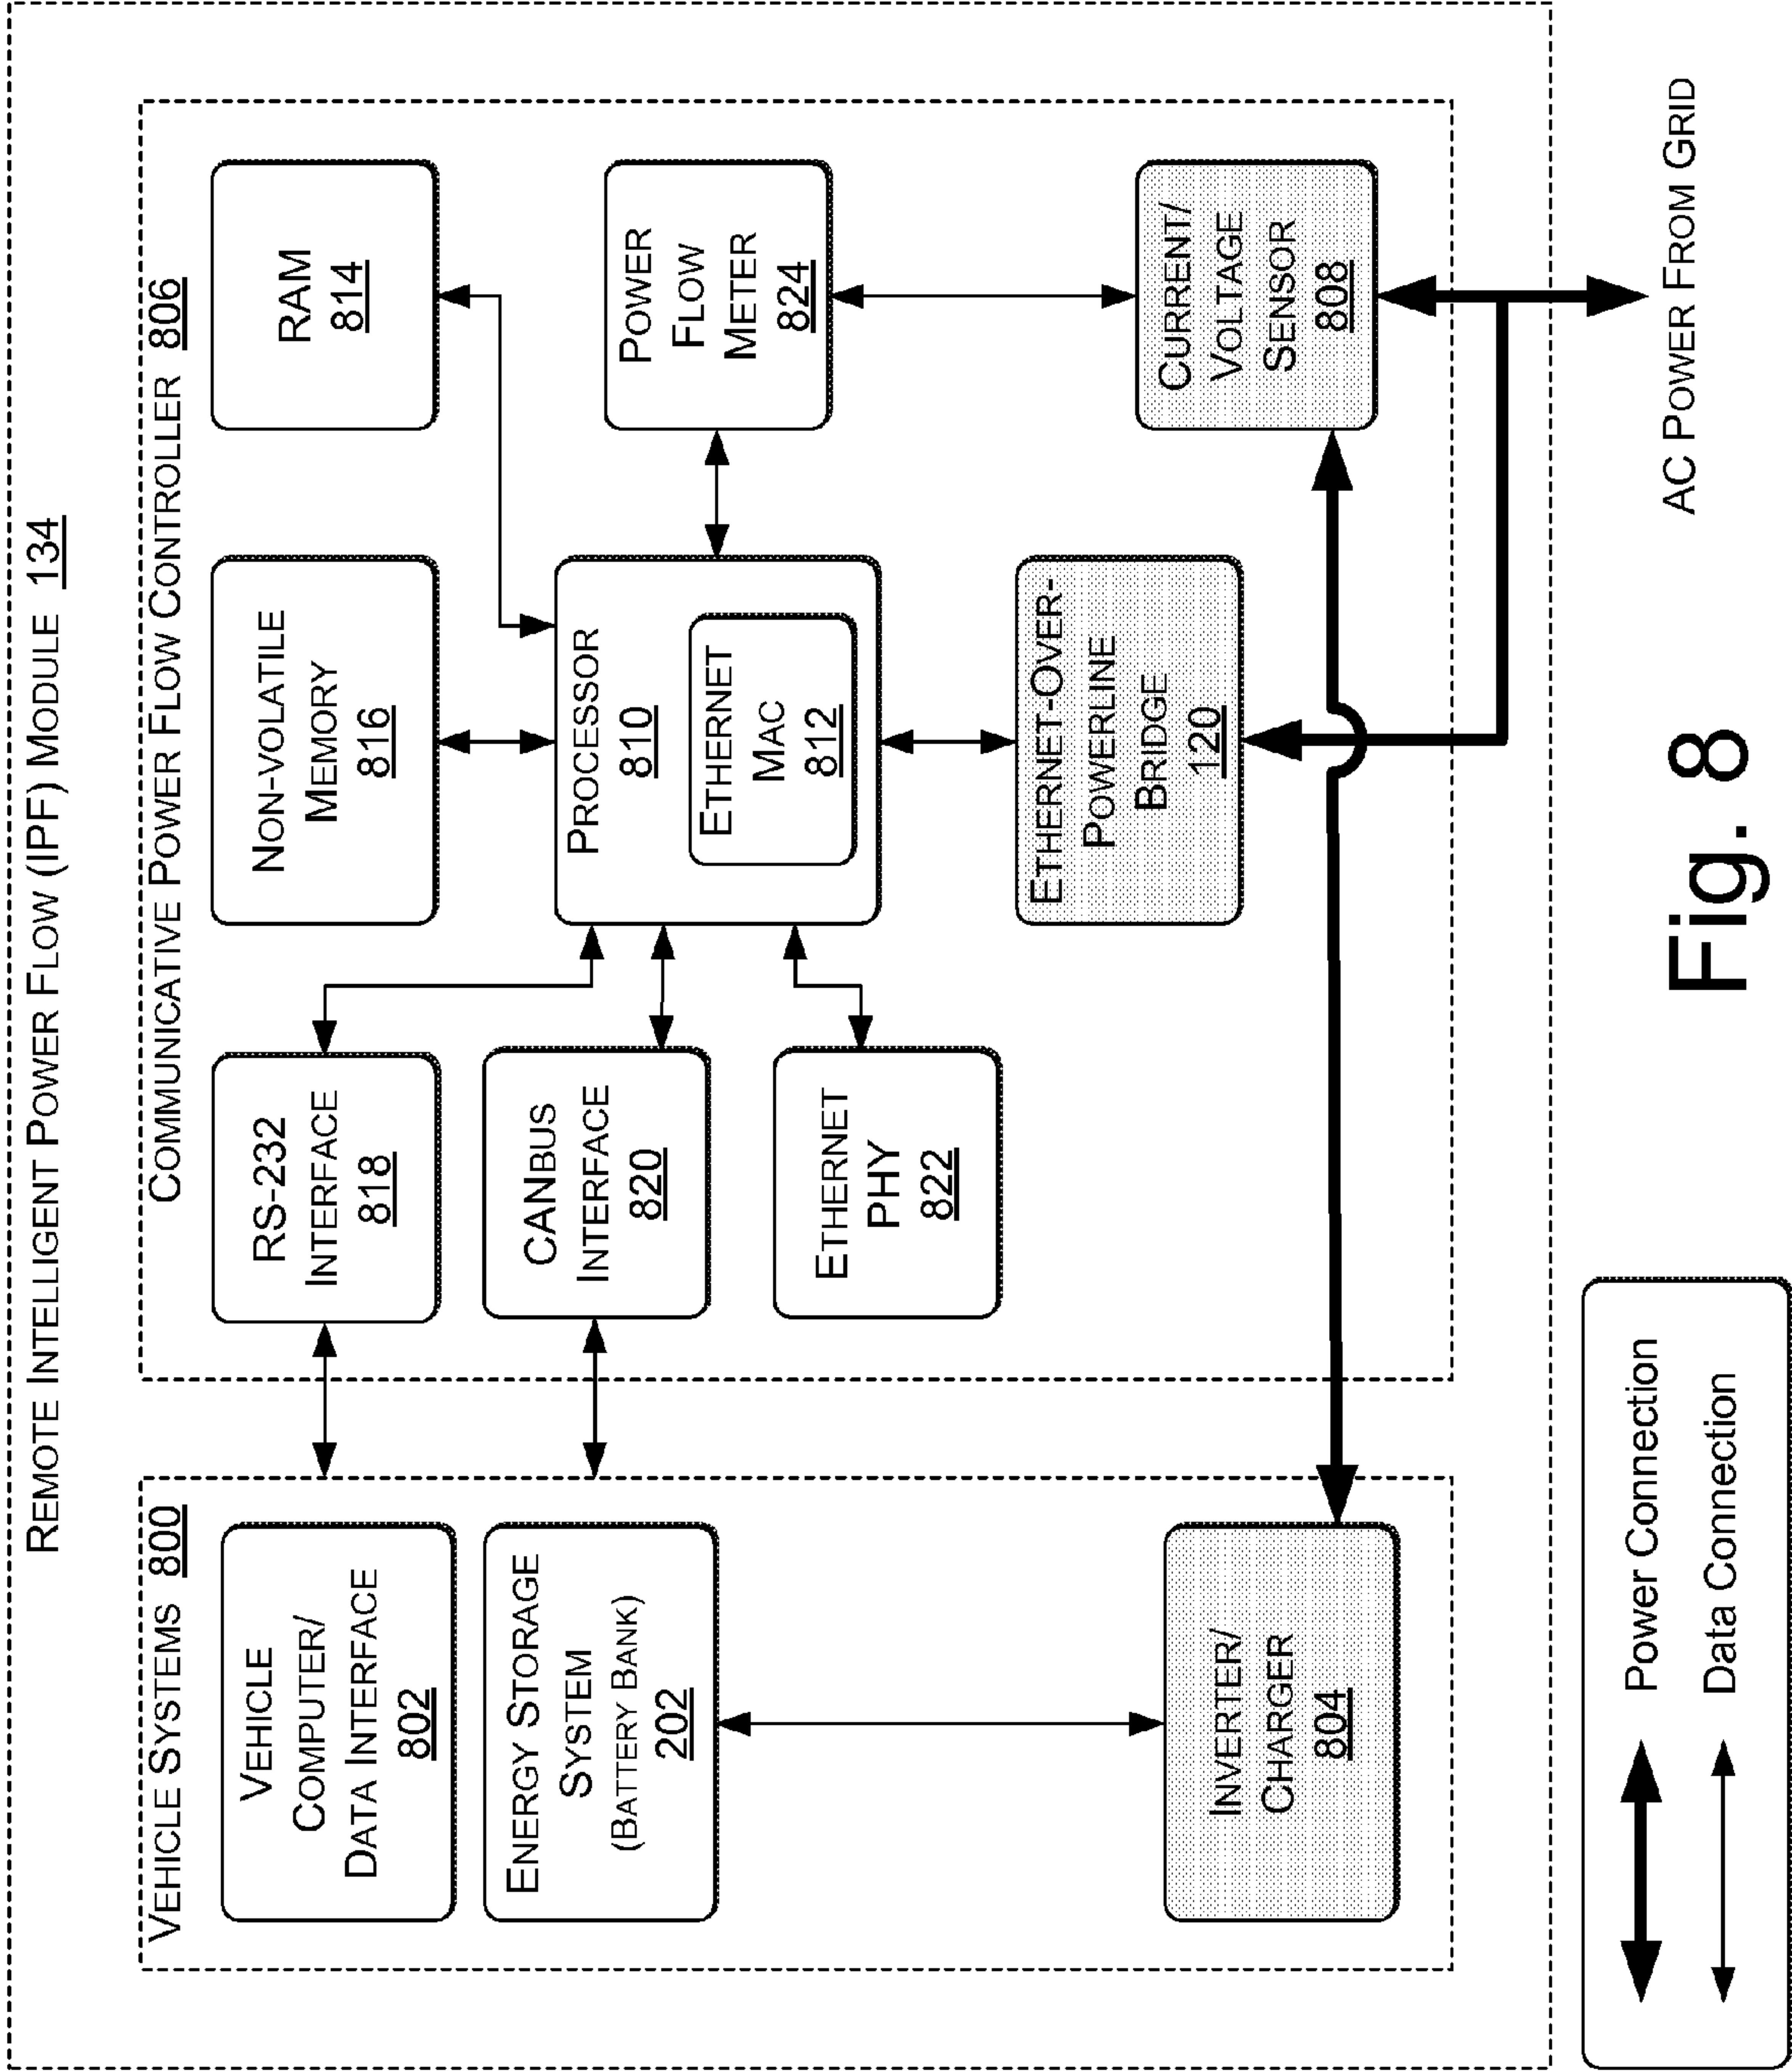 REMOTE INTELLIGENT POWER FLOW (IPF) MODULE 134
VEHICLE SYSTEMS 800
VEHICLE
COMPUTER/
DATA INTERFACE
802
ENERGY STORAGE
SYSTEM
(BATTERY BANK)
202
INVERTER/
CHARGER
804
COMMUNICATIVE POWER FLOW CONTROLLER 806
RS-232
INTERFACE
818
CANBUS
INTERFACE
820
ETHERNET
PHY
822
NON-VOLATILE
MEMORY
816
PROCESSOR
810
ETHERNET
MAC
812
ETHERNET-OVER-
POWERLINE
BRIDGE
120
RAM
814
POWER
FLOW
METER
824
CURRENT/
VOLTAGE
SENSOR
808
AC POWER FROM GRID
Power Connection
Data Connection
Fig. 8